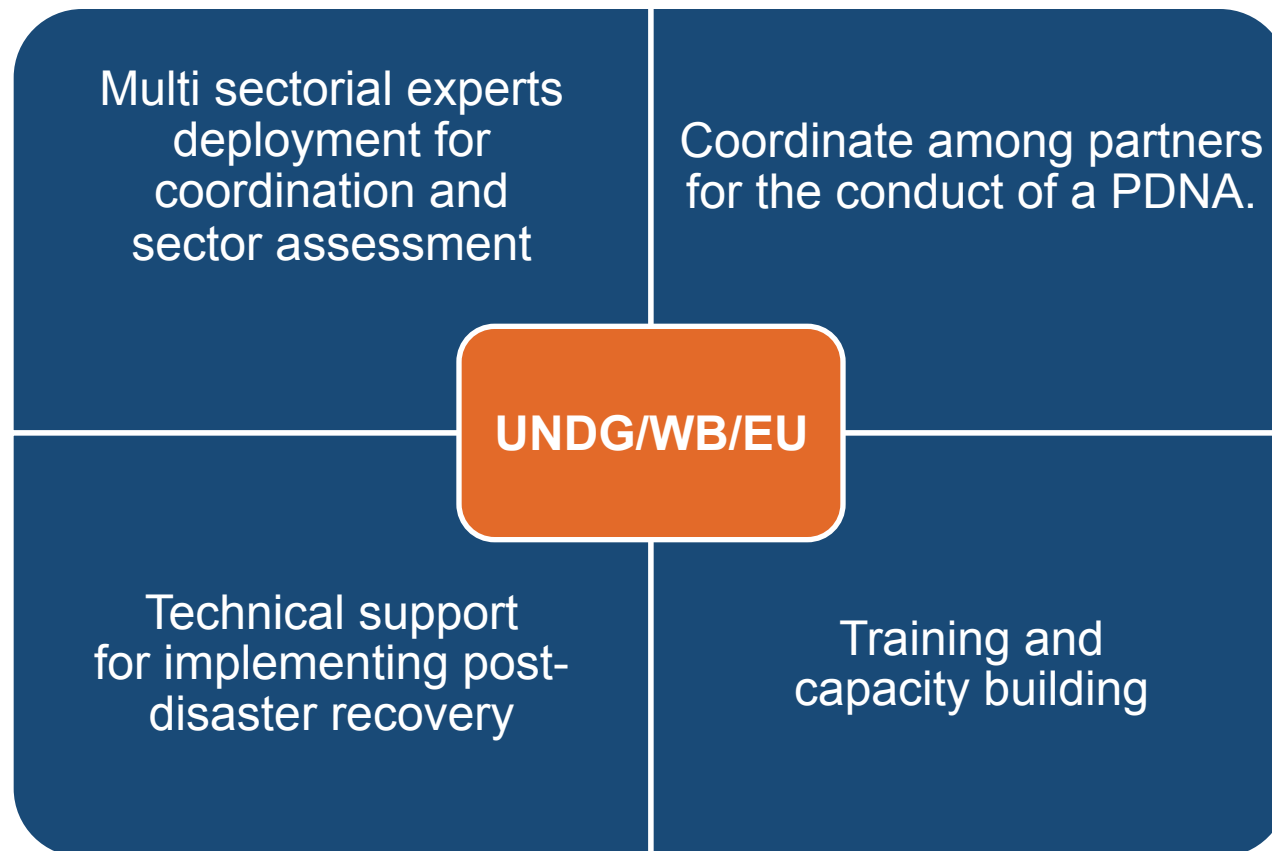 Multi sectorial experts
deployment for
coordination and
sector assessment
Coordinate among partners
for the conduct of a PDNA.
UNDG/WB/EU
Technical support
for implementing post-
disaster recovery
Training and
capacity building